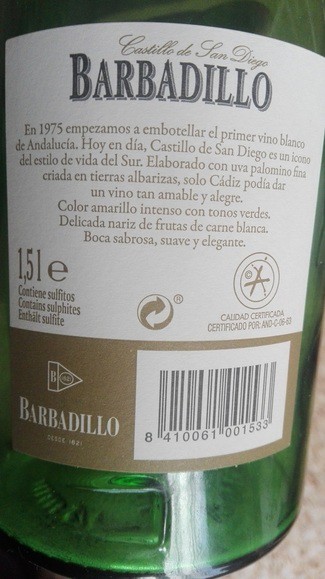 Castillo de San Diego
BARBADILLO
En 1975 empezamos a embotellar el primer vino blanco
de Andalucía. Hoy en día, Castillo de San Diego es un icono
del estilo de vida del Sur. Elaborado con uva palomino fina
criada en tierras albarizas, solo Cádiz podía dar
un vino tan amable y alegre.
Color amarillo intenso con tonos verdes.
Delicada nariz de frutas de carne blanca.
Boca sabrosa, suave y elegante.
1,5 l e
Contiene sulfitos
Contains sulphites
Enthält sulfite
®
CALIDAD CERTIFICADA
CERTIFICADO POR: AND-C-06-E0
BARBADILLO
DESDE 1821
8 410061 001533